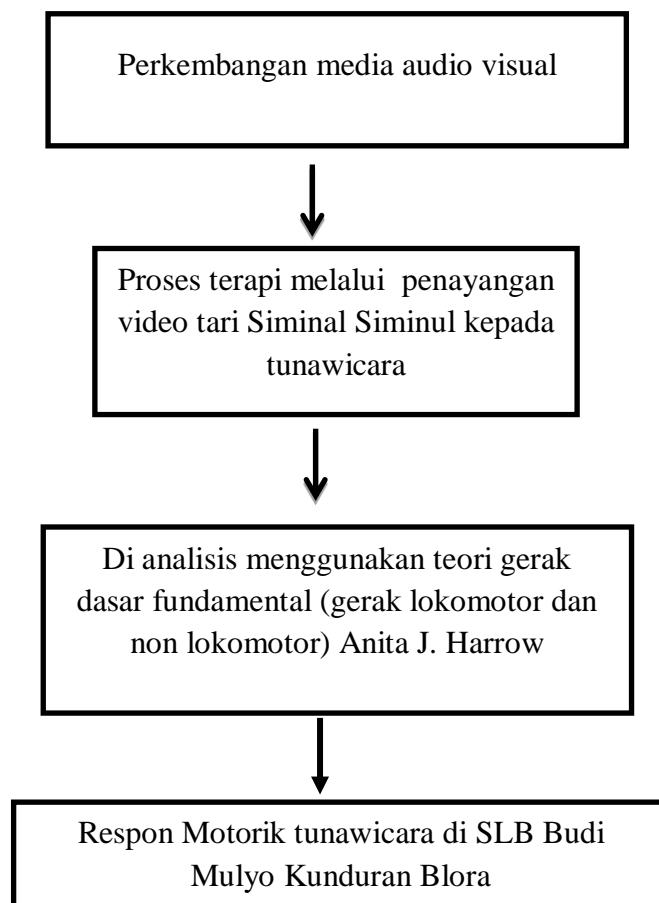 Perkembangan media audio visual
Proses terapi melalui penayangan
video tari Siminal Siminul kepada
tunawicara
Di analisis menggunakan teori gerak
dasar fundamental (gerak lokomotor dan
non lokomotor) Anita J. Harrow
Respon Motorik tunawicara di SLB Budi
Mulyo Kunduran Blora